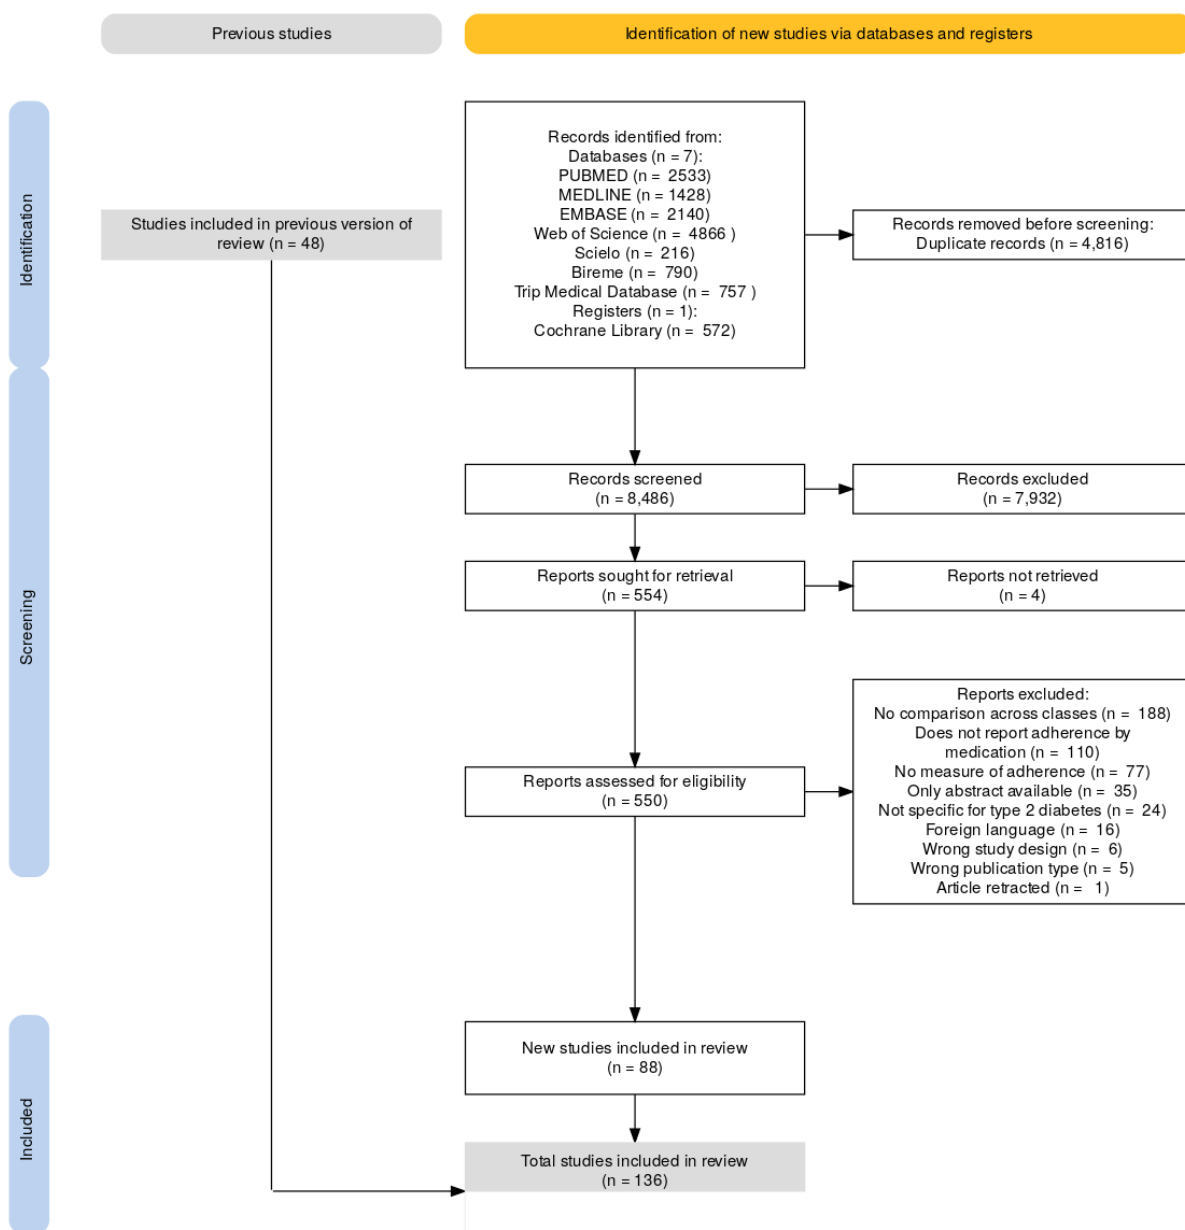 Previous studies
Identification of new studies via databases and registers
Identification
Studies included in previous version of
review (n = 48)
Records identified from:
Databases (n = 7):
PUBMED (n = 2533)
MEDLINE (n = 1428)
EMBASE (n = 2140)
Web of Science (n = 4866 )
Scielo (n = 216)
Bireme (n = 790)
Trip Medical Database (n = 757 )
Registers (n = 1):
Cochrane Library (n = 572)
Records removed before screening:
Duplicate records (n = 4,816)
Screening
Records screened
(n = 8,486)
Records excluded
(n = 7,932)
Reports sought for retrieval
(n = 554)
Reports not retrieved
(n = 4)
Reports assessed for eligibility
(n = 550)
Reports excluded:
No comparison across classes (n = 188)
Does not report adherence by
medication (n = 110)
No measure of adherence (n = 77)
Only abstract available (n = 35)
Not specific for type 2 diabetes (n = 24)
Foreign language (n = 16)
Wrong study design (n = 6)
Wrong publication type (n = 5)
Article retracted (n = 1)
Included
New studies included in review
(n = 88)
Total studies included in review
(n = 136)